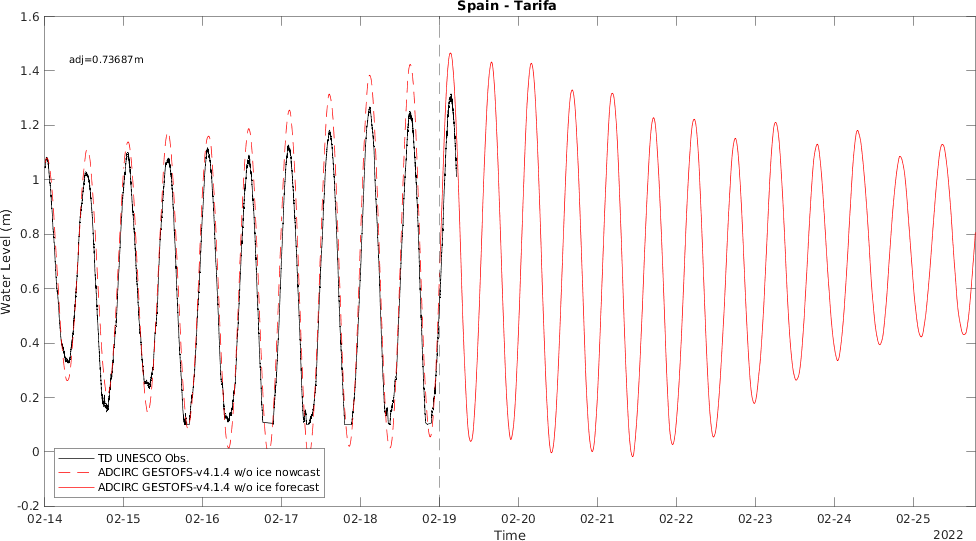 Spain - Tarifa
1.6
1.4
1.2
1
0.8
0.6
0.4
0.2
0
-0.2
Water Level (m)
adj=0.73687m
TD UNESCO Obs.
ADCIRC GESTOFS-v4.1.4 w/o ice nowcast
ADCIRC GESTOFS-v4.1.4 w/o ice forecast
02-14 02-15 02-16 02-17 02-18 02-19 02-20 02-21 02-22 02-23 02-24 02-25
Time
2022